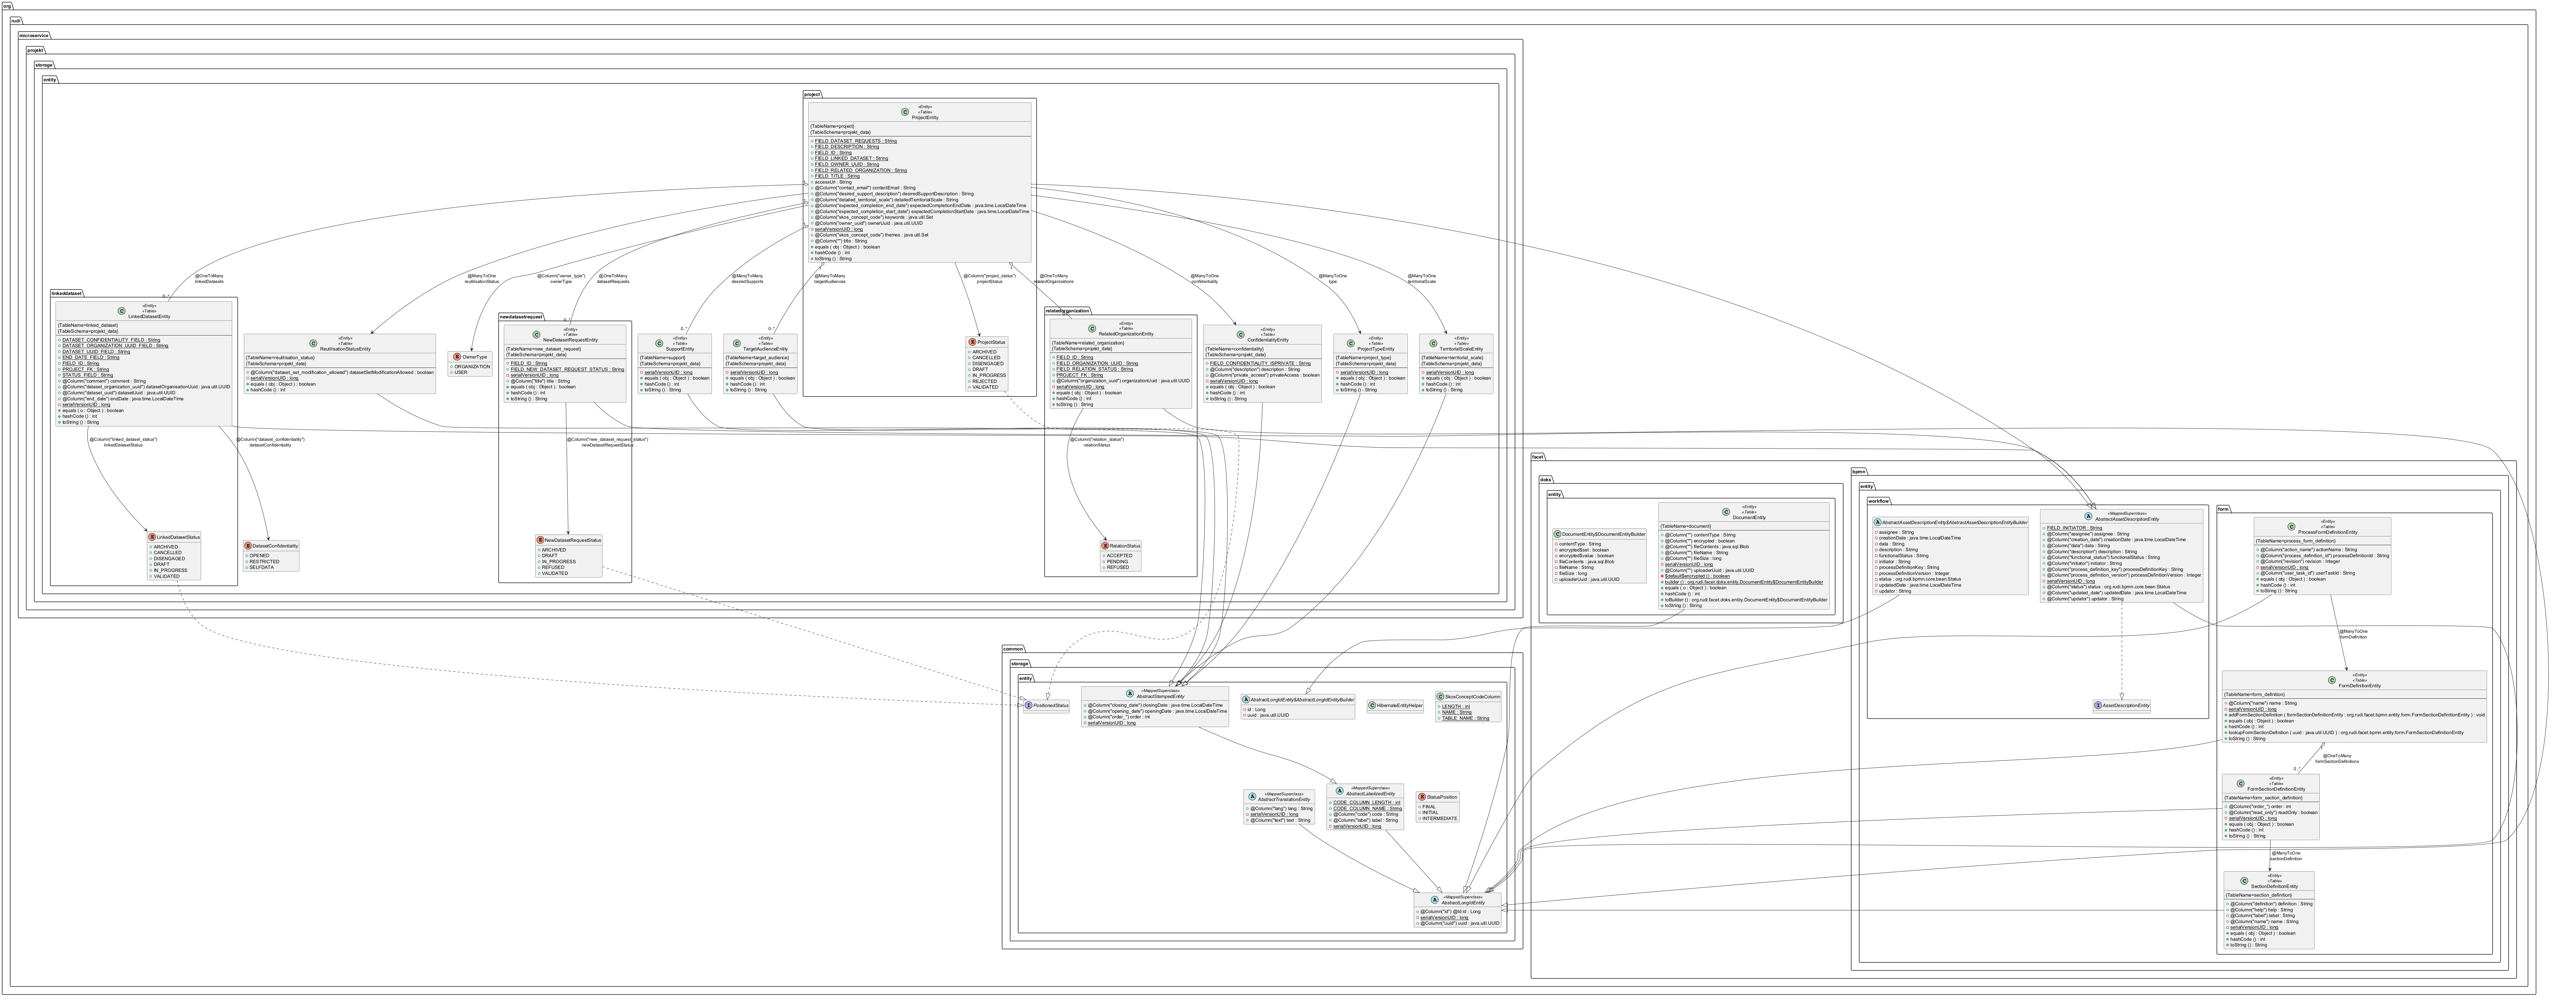 org
rudi
microservice
projekt
storage
entity
project
«Entity»
«Table»
ProjectEntity
{TableName=project}
{TableSchema=projekt_data}
FIELD_DATASET_REQUESTS : String
FIELD_DESCRIPTION : String
FIELD_ID : String
FIELD_LINKED_DATASET : String
FIELD_OWNER_UUID : String
FIELD_RELATED_ORGANIZATION : String
FIELD_TITLE : String
accessUrl : String
@Column("contact_email") contactEmail : String
@Column("desired_support_description") desiredSupportDescription : String
@Column("detailed_territorial_scale") detailedTerritorialScale : String
@Column("expected_completion_end_date") expectedCompletionEndDate : java.time.LocalDateTime
@Column("expected_completion_start_date") expectedCompletionStartDate : java.time.LocalDateTime
@Column("skos_concept_code") keywords : java.util.Set
@Column("owner_uuid") ownerUuid : java.util.UUID
serialVersionUID : long
@Column("skos_concept_code") themes : java.util.Set
@Column("") title : String
equals ( obj : Object ) : boolean
hashCode () : int
toString () : String
@OneToMany
linkedDatasets
0..*
@ManyToOne
reutilisationStatus
@Column("owner_type")
ownerType
@OneToMany
datasetRequests
0..*
@ManyToMany
desiredSupports
0..*
@ManyToMany
targetAudiences
0..*
@Column("project_status")
projectStatus
@OneToMany
relatedOrganizations
@ManyToOne
confidentiality
@ManyToOne
type
@ManyToOne
territorialScale
linkeddataset
«Entity»
«Table»
LinkedDatasetEntity
{TableName=linked_dataset}
{TableSchema=projekt_data}
DATASET_CONFIDENTIALITY_FIELD : String
DATASET_ORGANIZATION_UUID_FIELD : String
DATASET_UUID_FIELD : String
END_DATE_FIELD : String
FIELD_ID : String
PROJECT_FK : String
STATUS_FIELD : String
@Column("comment") comment : String
@Column("dataset_organization_uuid") datasetOrganisationUuid : java.util.UUID
@Column("dataset_uuid") datasetUuid : java.util.UUID
@Column("end_date") endDate : java.time.LocalDateTime
serialVersionUID : long
equals ( o : Object ) : boolean
hashCode () : int
toString () : String
«Entity»
«Table»
ReutilisationStatusEntity
{TableName=reutilisation_status}
{TableSchema=projekt_data}
@Column("dataset_set_modification_allowed") datasetSetModificationAllowed : boolean
serialVersionUID : long
equals ( obj : Object ) : boolean
hashCode () : int
OwnerType
ORGANIZATION
USER
newdatasetrequest
«Entity»
«Table»
NewDatasetRequestEntity
{TableName=new_dataset_request}
{TableSchema=projekt_data}
FIELD_ID : String
FIELD_NEW_DATASET_REQUEST_STATUS : String
serialVersionUID : long
@Column("title") title : String
equals ( obj : Object ) : boolean
hashCode () : int
toString () : String
«Entity»
«Table»
SupportEntity
{TableName=support}
{TableSchema=projekt_data}
serialVersionUID : long
equals ( obj : Object ) : boolean
hashCode () : int
toString () : String
«Entity»
«Table»
TargetAudienceEntity
{TableName=target_audience}
{TableSchema=projekt_data}
serialVersionUID : long
equals ( obj : Object ) : boolean
hashCode () : int
toString () : String
ProjectStatus
ARCHIVED
CANCELLED
DISENGAGED
DRAFT
IN_PROGRESS
REJECTED
VALIDATED
relatedorganization
«Entity»
«Table»
RelatedOrganizationEntity
{TableName=related_organization}
{TableSchema=projekt_data}
FIELD_ID : String
FIELD_ORGANIZATION_UUID : String
FIELD_RELATION_STATUS : String
PROJECT_FK : String
@Column("organization_uuid") organizationUuid : java.util.UUID
serialVersionUID : long
equals ( obj : Object ) : boolean
hashCode () : int
toString () : String
«Entity»
«Table»
ConfidentialityEntity
{TableName=confidentiality}
{TableSchema=projekt_data}
FIELD_CONFIDENTIALITY_ISPRIVATE : String
@Column("description") description : String
@Column("private_access") privateAccess : boolean
serialVersionUID : long
equals ( obj : Object ) : boolean
hashCode () : int
toString () : String
«Entity»
«Table»
ProjectTypeEntity
{TableName=project_type}
{TableSchema=projekt_data}
serialVersionUID : long
equals ( obj : Object ) : boolean
hashCode () : int
toString () : String
«Entity»
«Table»
TerritorialScaleEntity
{TableName=territorial_scale}
{TableSchema=projekt_data}
serialVersionUID : long
equals ( obj : Object ) : boolean
hashCode () : int
toString () : String
@Column("linked_dataset_status")
linkedDatasetStatus
@Column("dataset_confidentiality")
datasetConfidentiality
@Column("new_dataset_request_status")
newDatasetRequestStatus
@Column("relation_status")
relationStatus
LinkedDatasetStatus
ARCHIVED
CANCELLED
DISENGAGED
DRAFT
IN_PROGRESS
VALIDATED
DatasetConfidentiality
OPENED
RESTRICTED
SELFDATA
NewDatasetRequestStatus
ARCHIVED
DRAFT
IN_PROGRESS
REFUSED
VALIDATED
RelationStatus
ACCEPTED
PENDING
REFUSED
facet
doks
entity
DocumentEntity$DocumentEntityBuilder
contentType : String
encrypted$set : boolean
encrypted$value : boolean
fileContents : java.sql.Blob
fileName : String
fileSize : long
uploaderUuid : java.util.UUID
«Entity»
«Table»
DocumentEntity
{TableName=document}
@Column("") contentType : String
@Column("") encrypted : boolean
@Column("") fileContents : java.sql.Blob
@Column("") fileName : String
@Column("") fileSize : long
serialVersionUID : long
@Column("") uploaderUuid : java.util.UUID
$default$encrypted () : boolean
builder () : org.rudi.facet.doks.entity.DocumentEntity$DocumentEntityBuilder
equals ( o : Object ) : boolean
hashCode () : int
toBuilder () : org.rudi.facet.doks.entity.DocumentEntity$DocumentEntityBuilder
toString () : String
bpmn
entity
workflow
AbstractAssetDescriptionEntity$AbstractAssetDescriptionEntityBuilder
assignee : String
creationDate : java.time.LocalDateTime
data : String
description : String
functionalStatus : String
initiator : String
processDefinitionKey : String
processDefinitionVersion : Integer
status : org.rudi.bpmn.core.bean.Status
updatedDate : java.time.LocalDateTime
updator : String
«MappedSuperclass»
AbstractAssetDescriptionEntity
FIELD_INITIATOR : String
@Column("assignee") assignee : String
@Column("creation_date") creationDate : java.time.LocalDateTime
@Column("data") data : String
@Column("description") description : String
@Column("functional_status") functionalStatus : String
@Column("initiator") initiator : String
@Column("process_definition_key") processDefinitionKey : String
@Column("process_definition_version") processDefinitionVersion : Integer
serialVersionUID : long
@Column("status") status : org.rudi.bpmn.core.bean.Status
@Column("updated_date") updatedDate : java.time.LocalDateTime
@Column("updator") updator : String
AssetDescriptionEntity
form
«Entity»
«Table»
ProcessFormDefinitionEntity
{TableName=process_form_definition}
@Column("action_name") actionName : String
@Column("process_definition_id") processDefinitionId : String
@Column("revision") revision : Integer
serialVersionUID : long
@Column("user_task_id") userTaskId : String
equals ( obj : Object ) : boolean
hashCode () : int
toString () : String
@ManyToOne
formDefinition
«Entity»
«Table»
FormDefinitionEntity
{TableName=form_definition}
@Column("name") name : String
serialVersionUID : long
addFormSectionDefinition ( formSectionDefinitionEntity : org.rudi.facet.bpmn.entity.form.FormSectionDefinitionEntity ) : void
equals ( obj : Object ) : boolean
hashCode () : int
lookupFormSectionDefinition ( uuid : java.util.UUID ) : org.rudi.facet.bpmn.entity.form.FormSectionDefinitionEntity
toString () : String
@OneToMany
formSectionDefinitions
0..*
«Entity»
«Table»
FormSectionDefinitionEntity
{TableName=form_section_definition}
@Column("order_") order : int
@Column("read_only") readOnly : boolean
serialVersionUID : long
equals ( obj : Object ) : boolean
hashCode () : int
toString () : String
@ManyToOne
sectionDefinition
«Entity»
«Table»
SectionDefinitionEntity
{TableName=section_definition}
@Column("definition") definition : String
@Column("help") help : String
@Column("label") label : String
@Column("name") name : String
serialVersionUID : long
equals ( obj : Object ) : boolean
hashCode () : int
toString () : String
common
storage
entity
PositionedStatus
«MappedSuperclass»
AbstractStampedEntity
@Column("closing_date") closingDate : java.time.LocalDateTime
@Column("opening_date") openingDate : java.time.LocalDateTime
@Column("order_") order : int
serialVersionUID : long
AbstractLongIdEntity$AbstractLongIdEntityBuilder
id : Long
uuid : java.util.UUID
HibernateEntityHelper
SkosConceptCodeColumn
LENGTH : int
NAME : String
TABLE_NAME : String
«MappedSuperclass»
AbstractTranslationEntity
@Column("lang") lang : String
serialVersionUID : long
@Column("text") text : String
«MappedSuperclass»
AbstractLabelizedEntity
CODE_COLUMN_LENGTH : int
CODE_COLUMN_NAME : String
@Column("code") code : String
@Column("label") label : String
serialVersionUID : long
StatusPosition
FINAL
INITIAL
INTERMEDIATE
«MappedSuperclass»
AbstractLongIdEntity
@Column("id") @Id id : Long
serialVersionUID : long
@Column("uuid") uuid : java.util.UUID